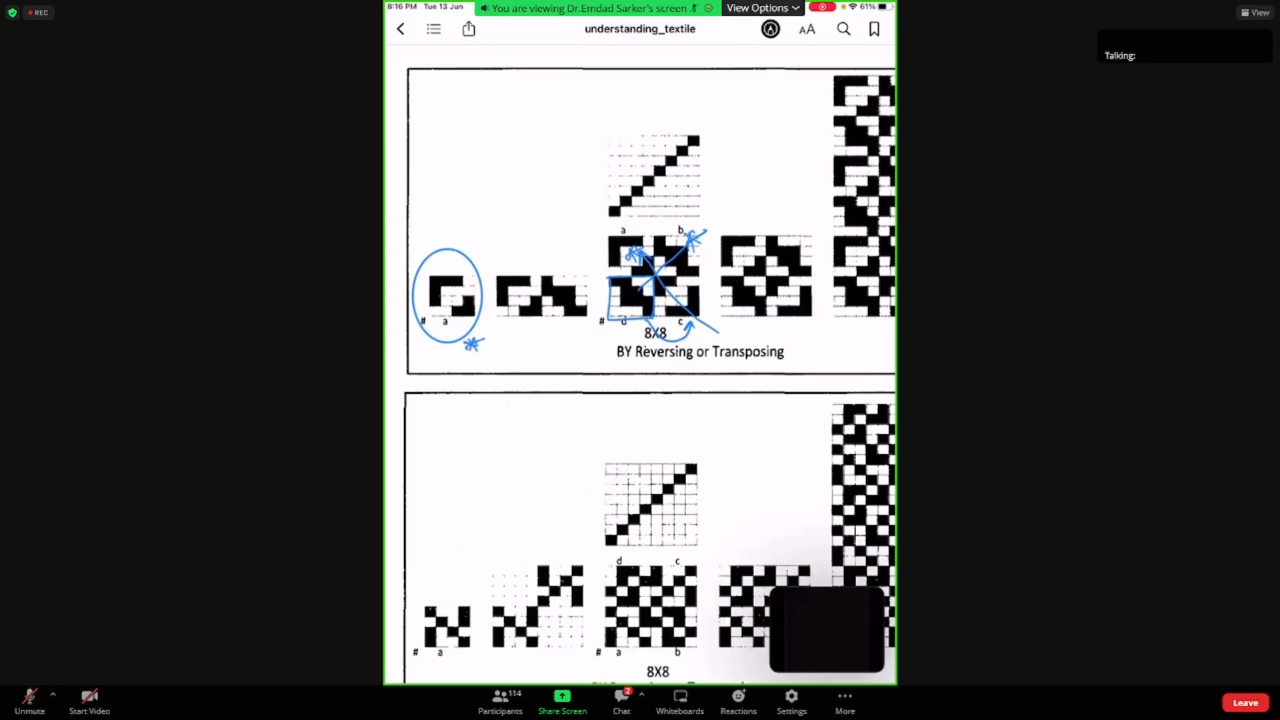 8:16 PM Tue 13 Jun
You are viewing Dr.Emdad Sarker's screen
View Options
61%
REC
View
understanding_textile
AA
Talking:
a b
# a
# d c
8X8
BY Reversing or Transposing
d c
# a
# a b
8X8
Unmute
Start Video
Participants 114
Share Screen
Chat 2
Whiteboards
Reactions
Settings
More
Leave